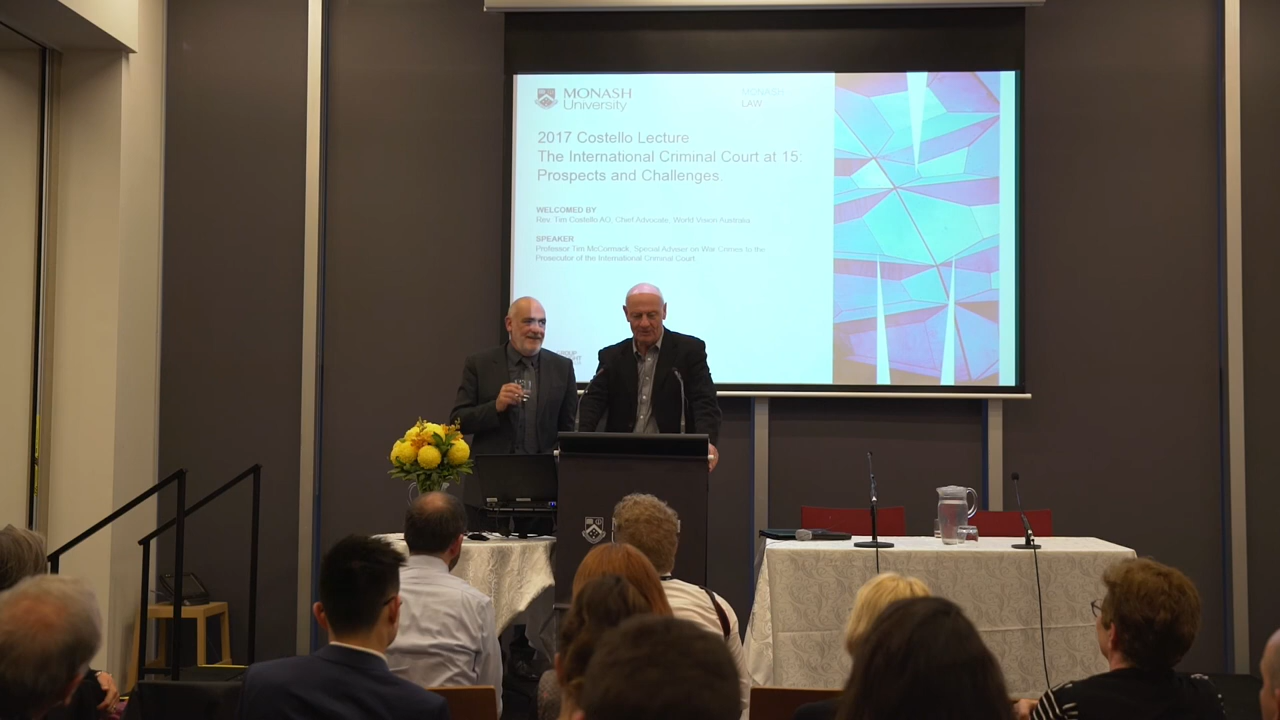 MONASH
University
MONASH
LAW
2017 Costello Lecture
The International Criminal Court at 15:
Prospects and Challenges.
WELCOMED BY
Rev. Tim Costello AO, Chief Advocate, World Vision Australia
SPEAKER
Professor Tim McCormack, Special Adviser on War Crimes to the
Prosecutor of the International Criminal Court.